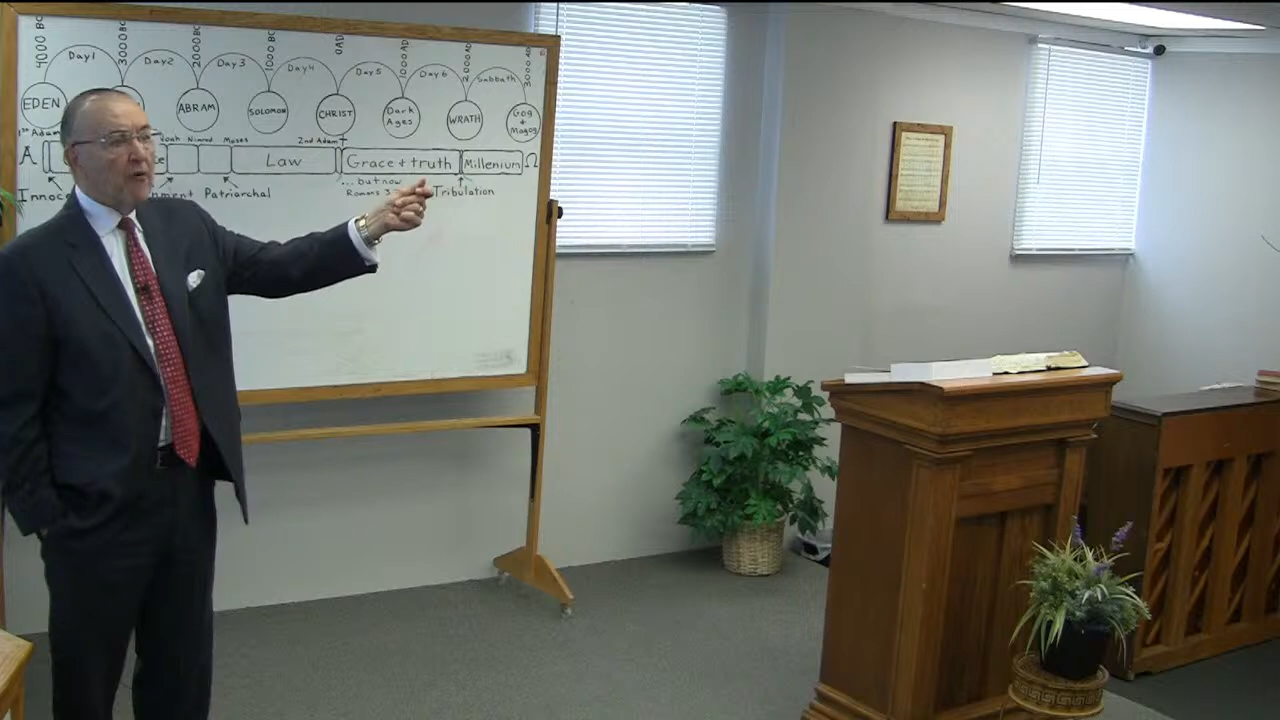 4000 BC 3000 BC 2000 BC 1000 BC 0AD 1000 AD 2000 AD 3000 AD
Day1 Day2 Day3 Day4 Day5 Day6 Sabbath
EDEN ABRAM SOLOMON CHRIST Dark Ages WRATH Gog + Magog
1st Adam Noah Nimrod Moses 2nd Adam
A Law Grace + truth Millenium Ω
...but now
Romans 3
Patriarchal Tribulation